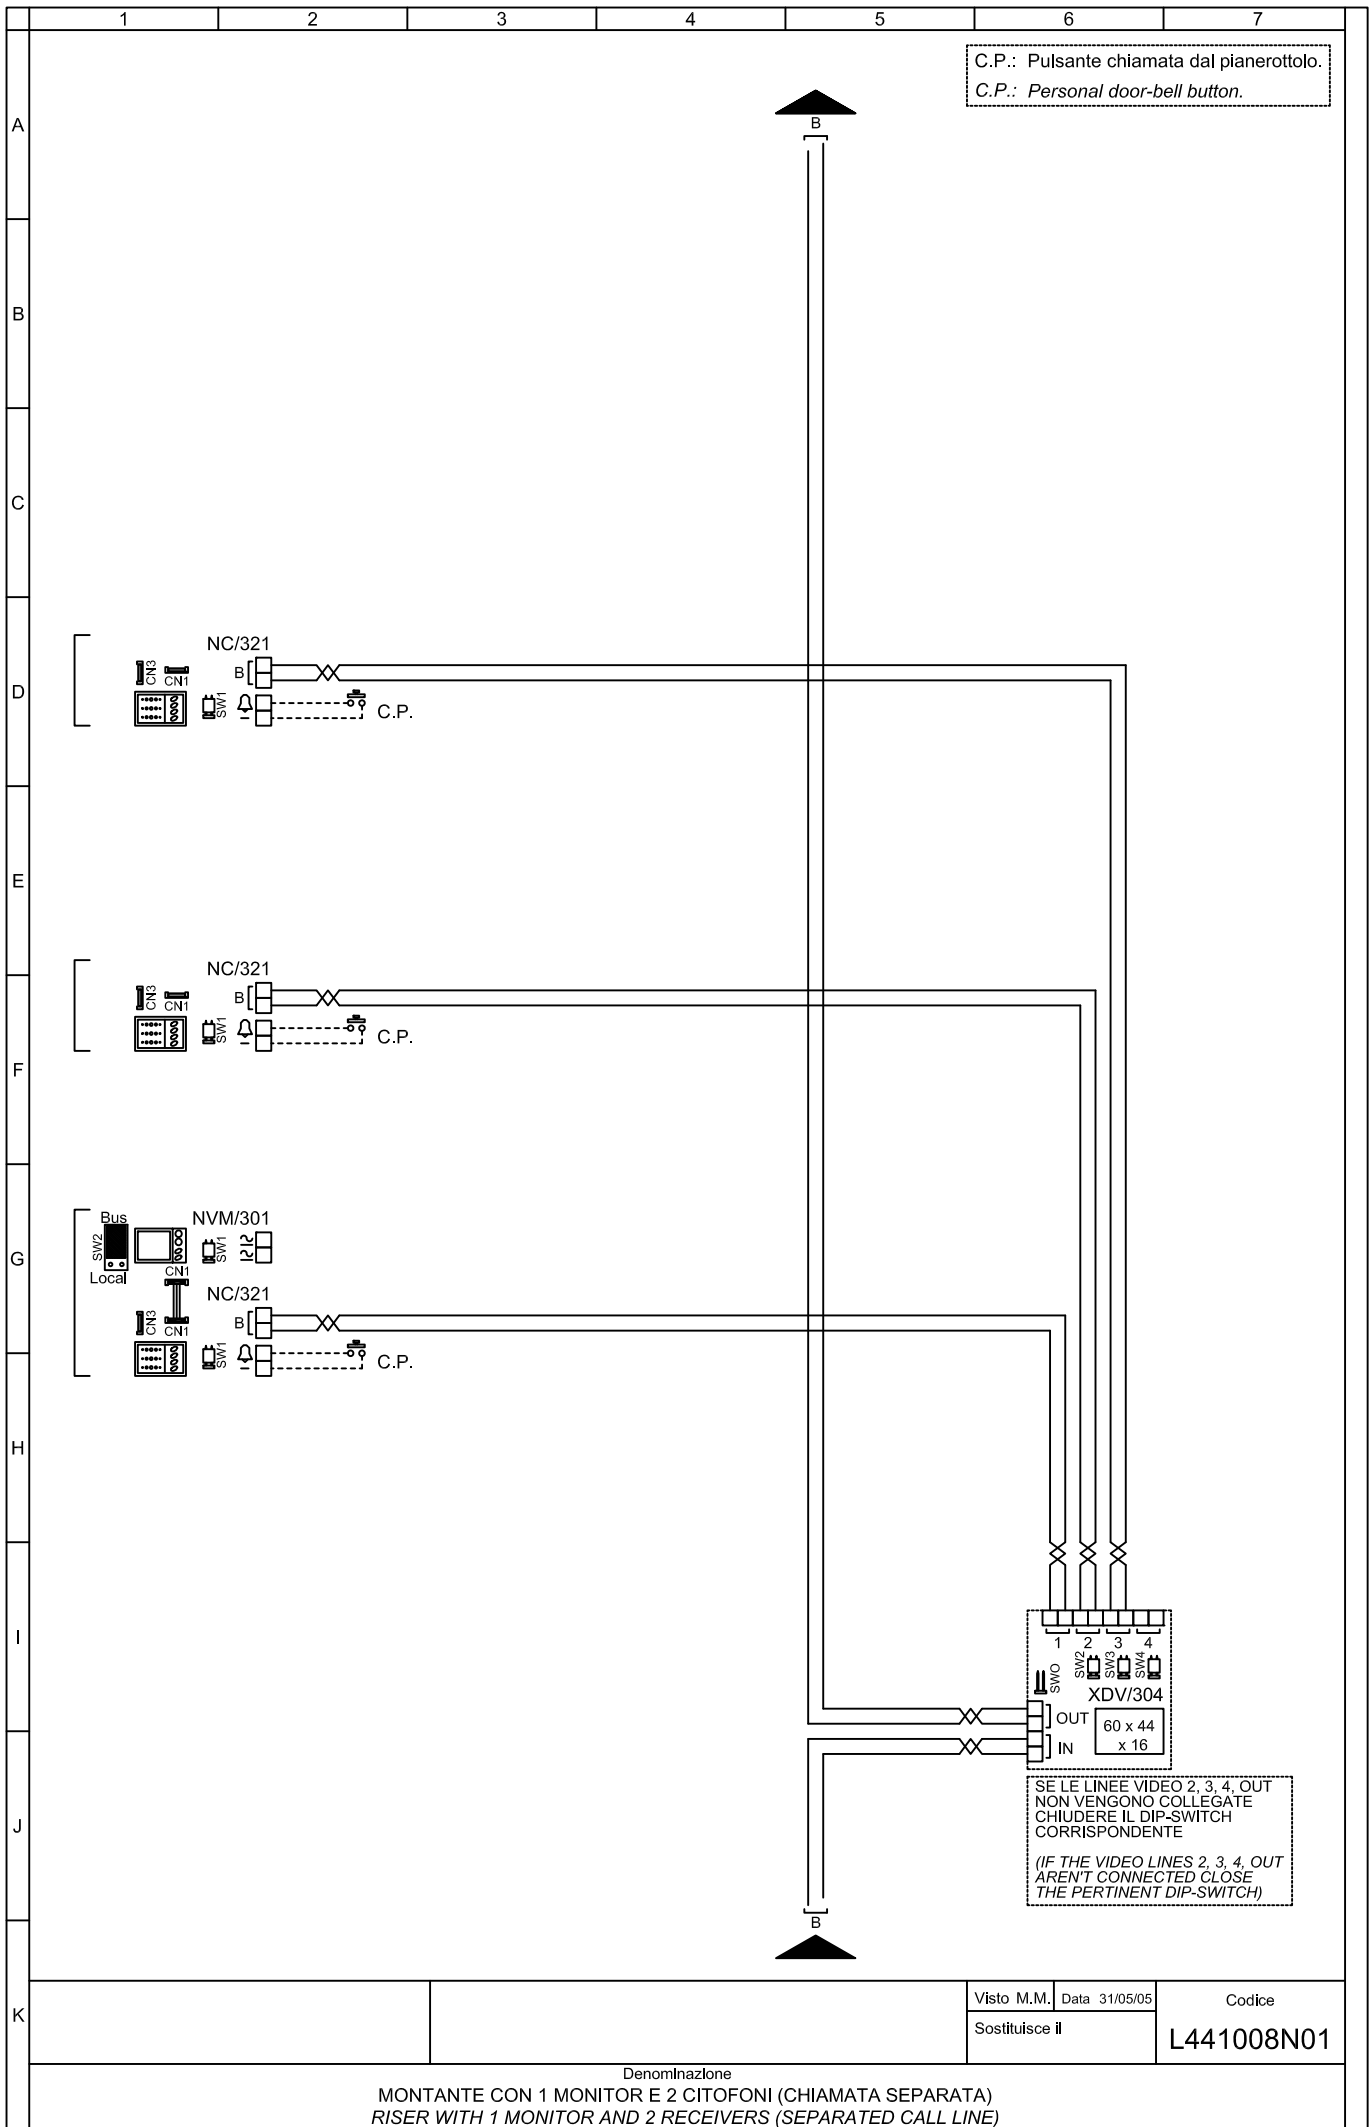 1 2 3 4 5 6 7
C.P.: Pulsante chiamata dal pianerottolo.
C.P.: Personal door-bell button.
A
B
B
C
D
NC/321
CN3
CN1
B
SW1
C.P.
E
NC/321
CN3
CN1
B
SW1
C.P.
F
G
Bus
SW2
Local
NVM/301
SW1
CN1
NC/321
CN3
CN1
B
SW1
C.P.
H
I
1 2 3 4
SWO
SW2
SW3
SW4
XDV/304
OUT
IN
60 x 44
x 16
J
SE LE LINEE VIDEO 2, 3, 4, OUT
NON VENGONO COLLEGATE
CHIUDERE IL DIP-SWITCH
CORRISPONDENTE
(IF THE VIDEO LINES 2, 3, 4, OUT
AREN'T CONNECTED CLOSE
THE PERTINENT DIP-SWITCH)
B
K
Visto M.M.
Data 31/05/05
Codice
Sostituisce il
L441008N01
Denominazione
MONTANTE CON 1 MONITOR E 2 CITOFONI (CHIAMATA SEPARATA)
RISER WITH 1 MONITOR AND 2 RECEIVERS (SEPARATED CALL LINE)